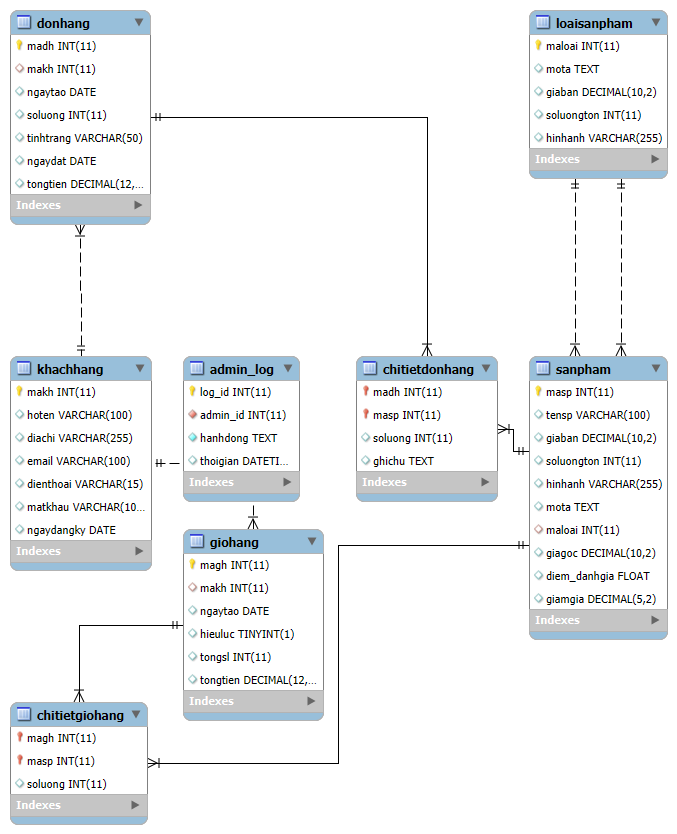 donhang
madh INT(11)
makh INT(11)
ngaytao DATE
soluong INT(11)
tinhtrang VARCHAR(50)
ngaydat DATE
tongtien DECIMAL(12,...
Indexes
loaisanpham
maloai INT(11)
mota TEXT
giaban DECIMAL(10,2)
soluongton INT(11)
hinhanh VARCHAR(255)
Indexes
khachhang
makh INT(11)
hoten VARCHAR(100)
diachi VARCHAR(255)
email VARCHAR(100)
dienthoai VARCHAR(15)
matkhau VARCHAR(10...
ngaydangky DATE
Indexes
admin_log
log_id INT(11)
admin_id INT(11)
hanhdong TEXT
thoigian DATETI...
Indexes
chitietdonhang
madh INT(11)
masp INT(11)
soluong INT(11)
ghichu TEXT
Indexes
sanpham
masp INT(11)
tensp VARCHAR(100)
giaban DECIMAL(10,2)
soluongton INT(11)
hinhanh VARCHAR(255)
mota TEXT
maloai INT(11)
giagoc DECIMAL(10,2)
diem_danhgia FLOAT
giamgia DECIMAL(5,2)
Indexes
giohang
magh INT(11)
makh INT(11)
ngaytao DATE
hieuluc TINYINT(1)
tongsl INT(11)
tongtien DECIMAL(12,...
Indexes
chitietgiohang
magh INT(11)
masp INT(11)
soluong INT(11)
Indexes